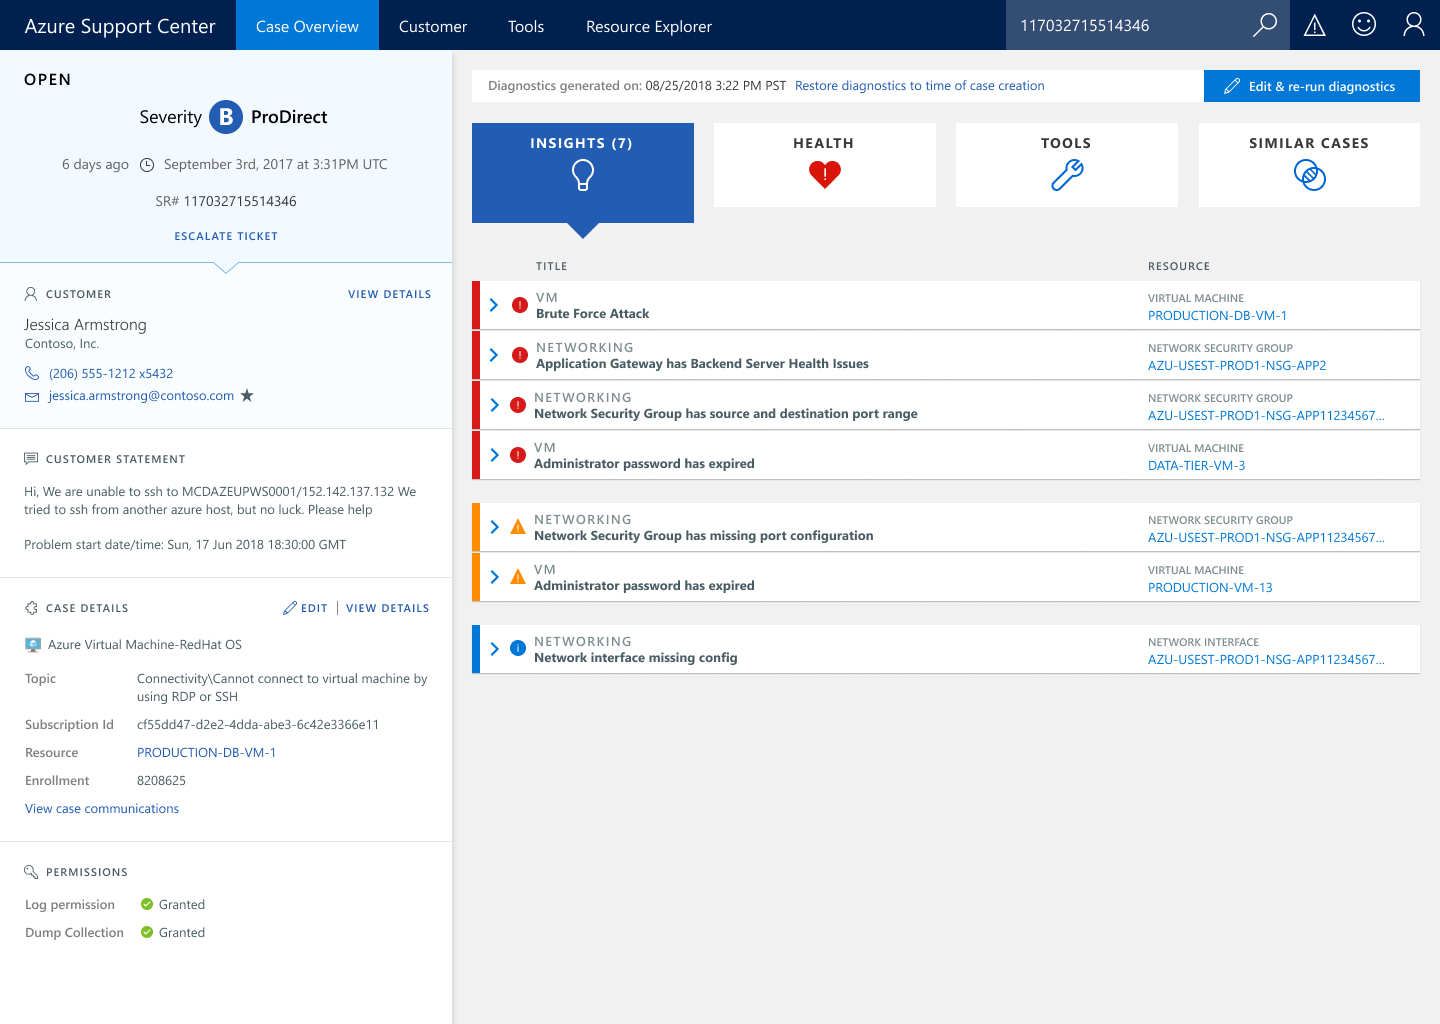 Azure Support Center
Case Overview
Customer
Tools
Resource Explorer
117032715514346
OPEN
Severity B ProDirect
6 days ago September 3rd, 2017 at 3:31PM UTC
SR# 117032715514346
ESCALATE TICKET
CUSTOMER
VIEW DETAILS
Jessica Armstrong
Contoso, Inc.
(206) 555-1212 x5432
jessica.armstrong@contoso.com
CUSTOMER STATEMENT
Hi, We are unable to ssh to MCDAZEUPWS0001/152.142.137.132 We
tried to ssh from another azure host, but no luck. Please help
Problem start date/time: Sun, 17 Jun 2018 18:30:00 GMT
CASE DETAILS
EDIT | VIEW DETAILS
Azure Virtual Machine-RedHat OS
Topic Connectivity\Cannot connect to virtual machine by
using RDP or SSH
Subscription Id cf55dd47-d2e2-4dda-abe3-6c42e3366e11
Resource PRODUCTION-DB-VM-1
Enrollment 8208625
View case communications
PERMISSIONS
Log permission Granted
Dump Collection Granted
Diagnostics generated on: 08/25/2018 3:22 PM PST Restore diagnostics to time of case creation
Edit & re-run diagnostics
INSIGHTS (7)
HEALTH
TOOLS
SIMILAR CASES
TITLE
RESOURCE
VM
Brute Force Attack
VIRTUAL MACHINE
PRODUCTION-DB-VM-1
NETWORKING
Application Gateway has Backend Server Health Issues
NETWORK SECURITY GROUP
AZU-USEST-PROD1-NSG-APP2
NETWORKING
Network Security Group has source and destination port range
NETWORK SECURITY GROUP
AZU-USEST-PROD1-NSG-APP11234567...
VM
Administrator password has expired
VIRTUAL MACHINE
DATA-TIER-VM-3
NETWORKING
Network Security Group has missing port configuration
NETWORK SECURITY GROUP
AZU-USEST-PROD1-NSG-APP11234567...
VM
Administrator password has expired
VIRTUAL MACHINE
PRODUCTION-VM-13
NETWORKING
Network interface missing config
NETWORK INTERFACE
AZU-USEST-PROD1-NSG-APP11234567...